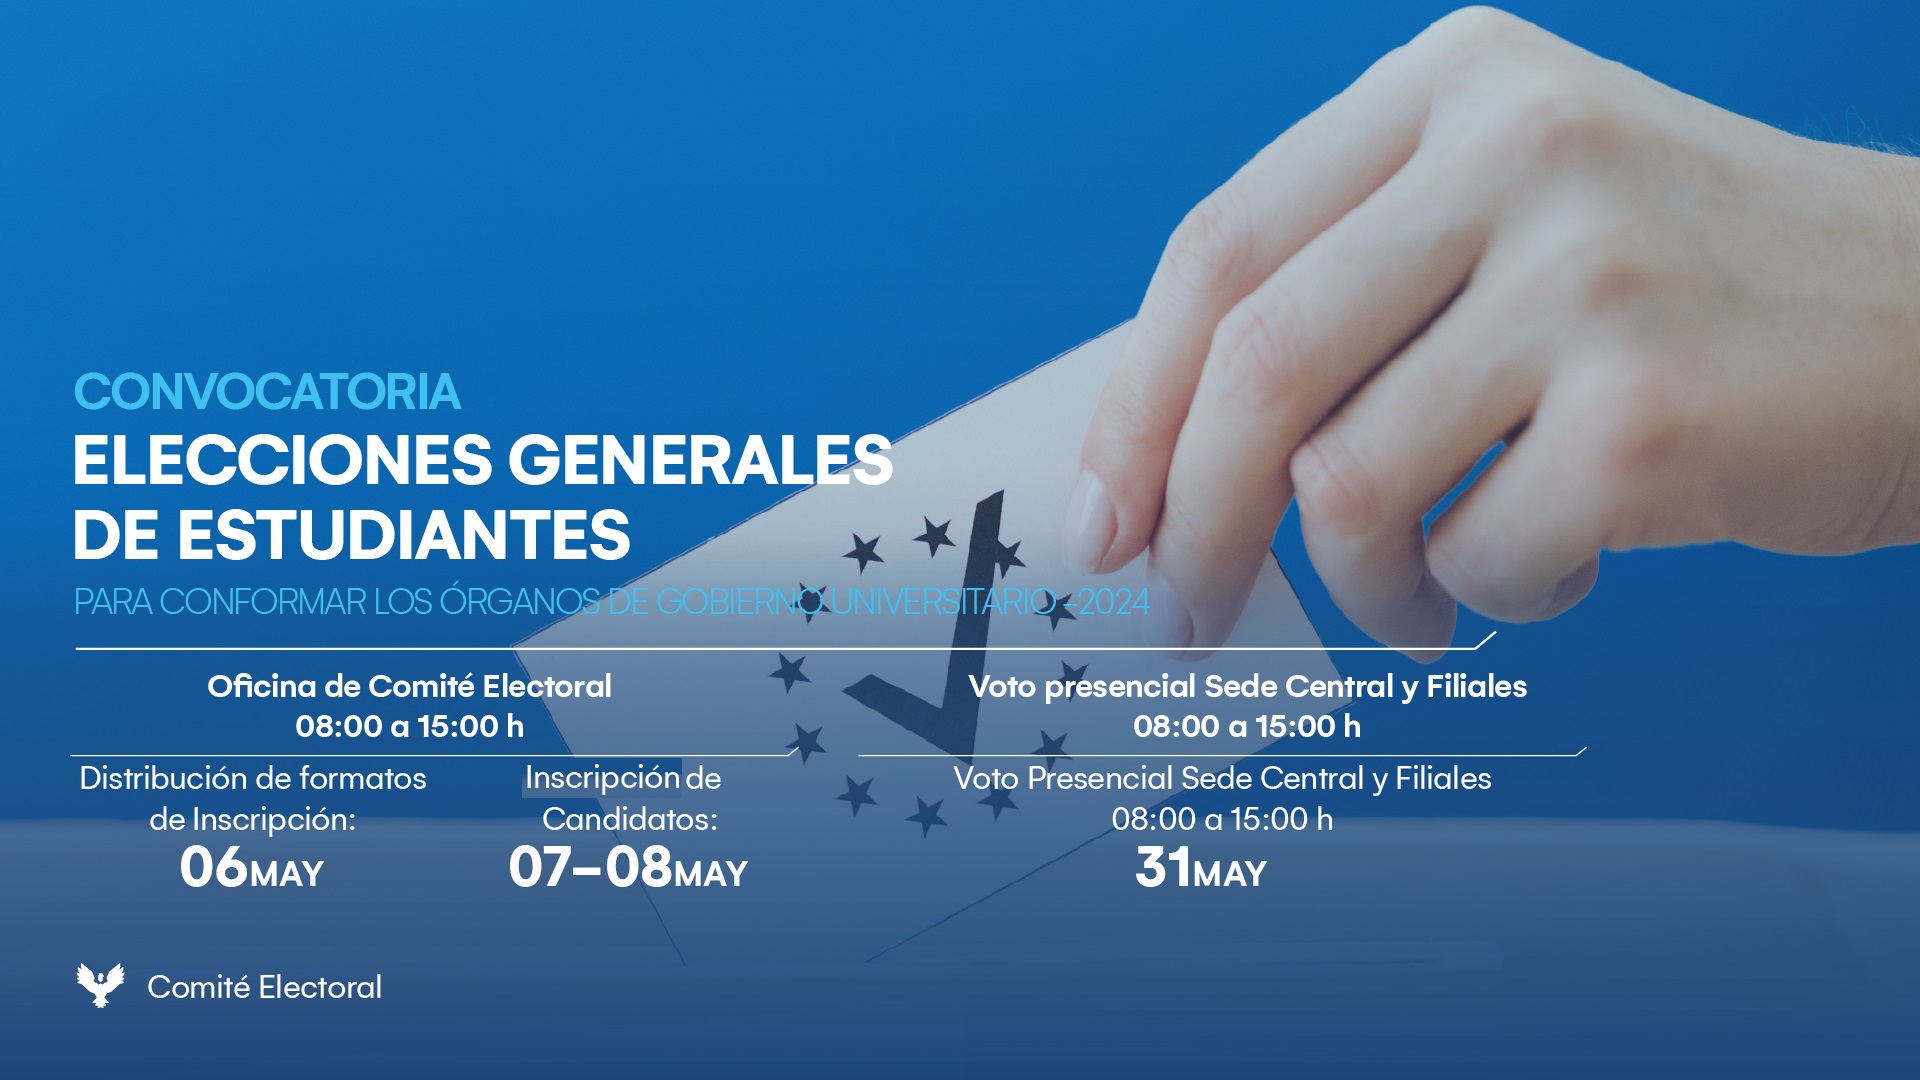 CONVOCATORIA
ELECCIONES GENERALES
DE ESTUDIANTES
PARA CONFORMAR LOS ÓRGANOS DE GOBIERNO UNIVERSITARIO -2024
Oficina de Comité Electoral
08:00 a 15:00 h
Distribución de formatos
de Inscripción:
06MAY
Inscripción de
Candidatos:
07–08MAY
Voto presencial Sede Central y Filiales
08:00 a 15:00 h
Voto Presencial Sede Central y Filiales
08:00 a 15:00 h
31MAY
Comité Electoral